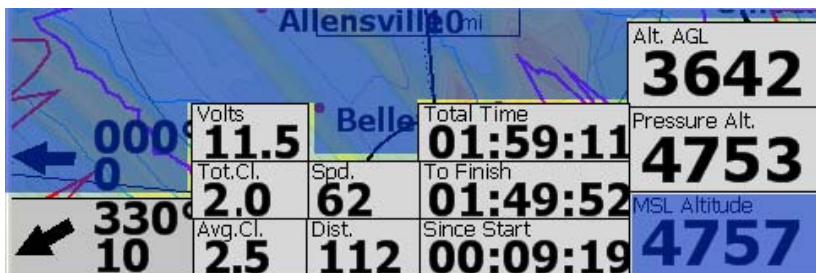 Allensville
10 mi
Alt. AGL
3642
Belle
000°
0
Volts
11.5
Total Time
01:59:11
Pressure Alt.
4753
Tot.Cl.
2.0
Spd.
62
To Finish
01:49:52
330°
10
Avg.Cl.
2.5
Dist.
112
Since Start
00:09:19
MSL Altitude
4757